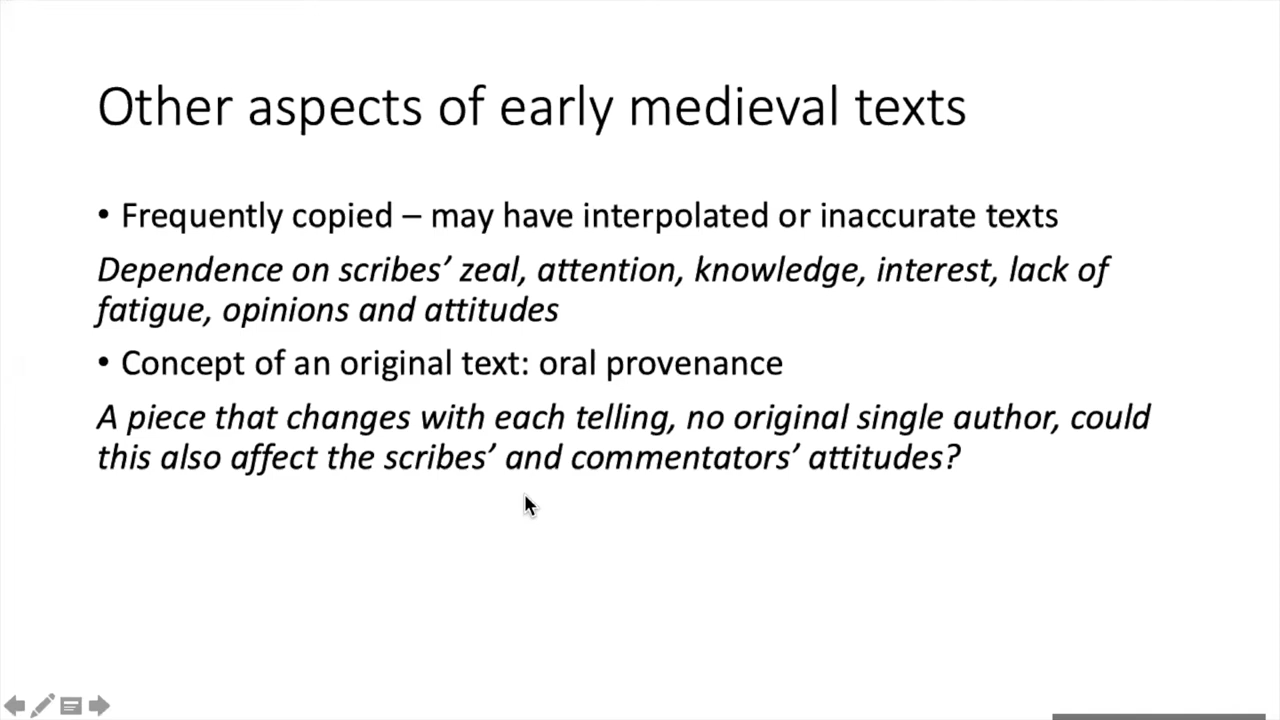 Other aspects of early medieval texts
• Frequently copied – may have interpolated or inaccurate texts
Dependence on scribes’ zeal, attention, knowledge, interest, lack of
fatigue, opinions and attitudes
• Concept of an original text: oral provenance
A piece that changes with each telling, no original single author, could
this also affect the scribes’ and commentators’ attitudes?